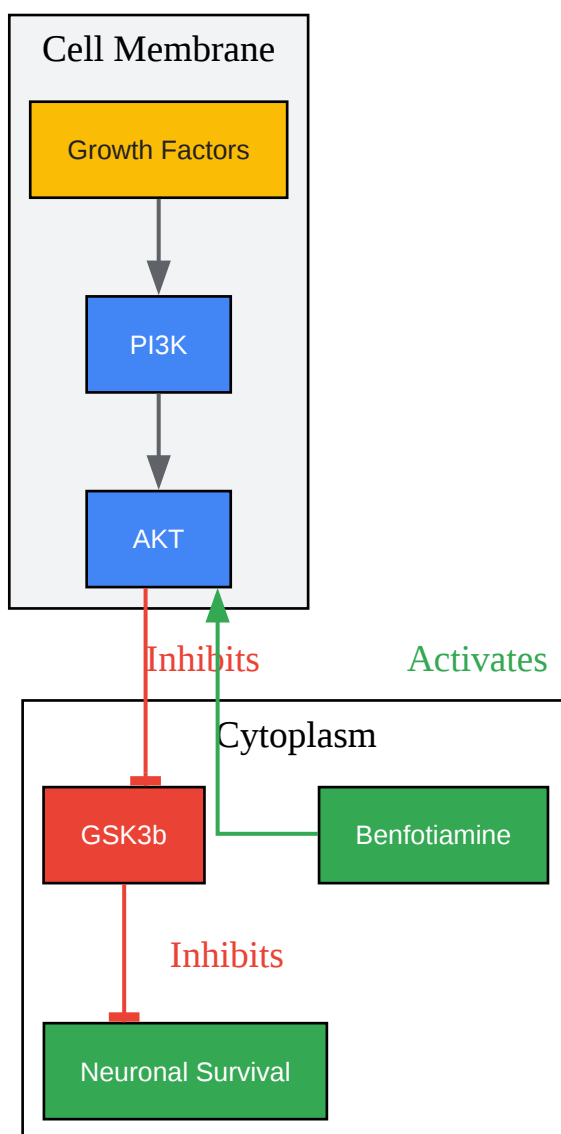 Cell Membrane
Growth Factors
PI3K
AKT
Inhibits
Activates
Cytoplasm
GSK3b
Benfotiamine
Inhibits
Neuronal Survival